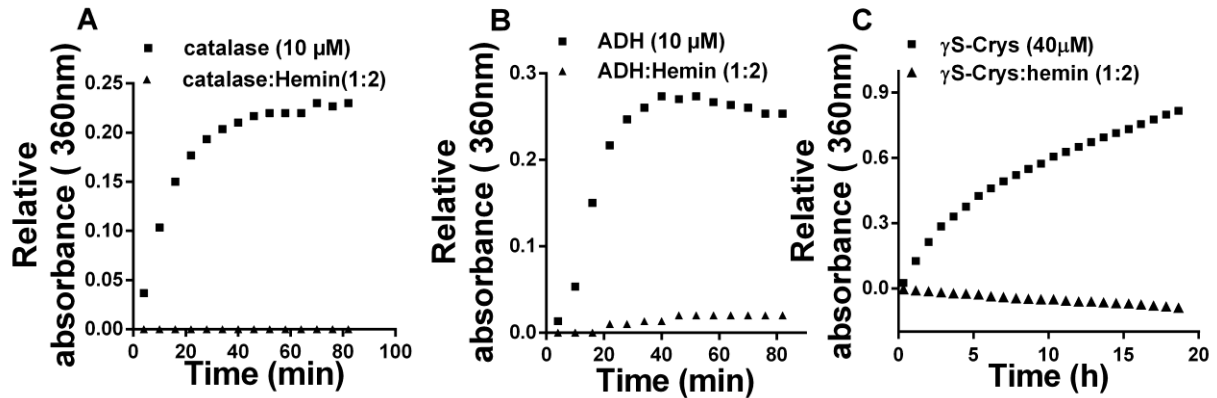 A
■ catalase (10 µM)
▲ catalase:Hemin(1:2)
Relative
absorbance ( 360nm)
0.25
0.20
0.15
0.10
0.05
0.00
0 20 40 60 80 100
Time (min)
B
■ ADH (10 µM)
▲ ADH:Hemin (1:2)
Relative
absorbance ( 360nm)
0.3
0.2
0.1
0.0
0 20 40 60 80
Time (min)
C
■ γS-Crys (40µM)
▲ γS-Crys:hemin (1:2)
Relative
absorbance ( 360nm)
0.9
0.6
0.3
0.0
0 5 10 15 20
Time (h)